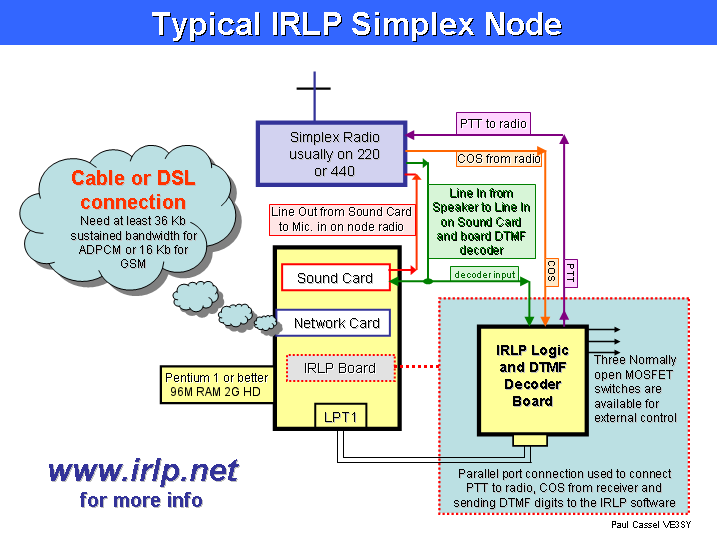 Typical IRLP Simplex Node
Simplex Radio
usually on 220
or 440
PTT to radio
COS from radio
Cable or DSL
connection
Need at least 36 Kb
sustained bandwidth for
ADPCM or 16 Kb for
GSM
Line Out from Sound Card
to Mic. in on node radio
Line In from
Speaker to Line In
on Sound Card
and board DTMF
decoder
Sound Card
decoder input
COS
PTT
Network Card
IRLP Board
LPT1
Pentium 1 or better
96M RAM 2G HD
IRLP Logic
and DTMF
Decoder
Board
Three Normally
open MOSFET
switches are
available for
external control
Parallel port connection used to connect
PTT to radio, COS from receiver and
sending DTMF digits to the IRLP software
www.irlp.net
for more info
Paul Cassel VE3SY